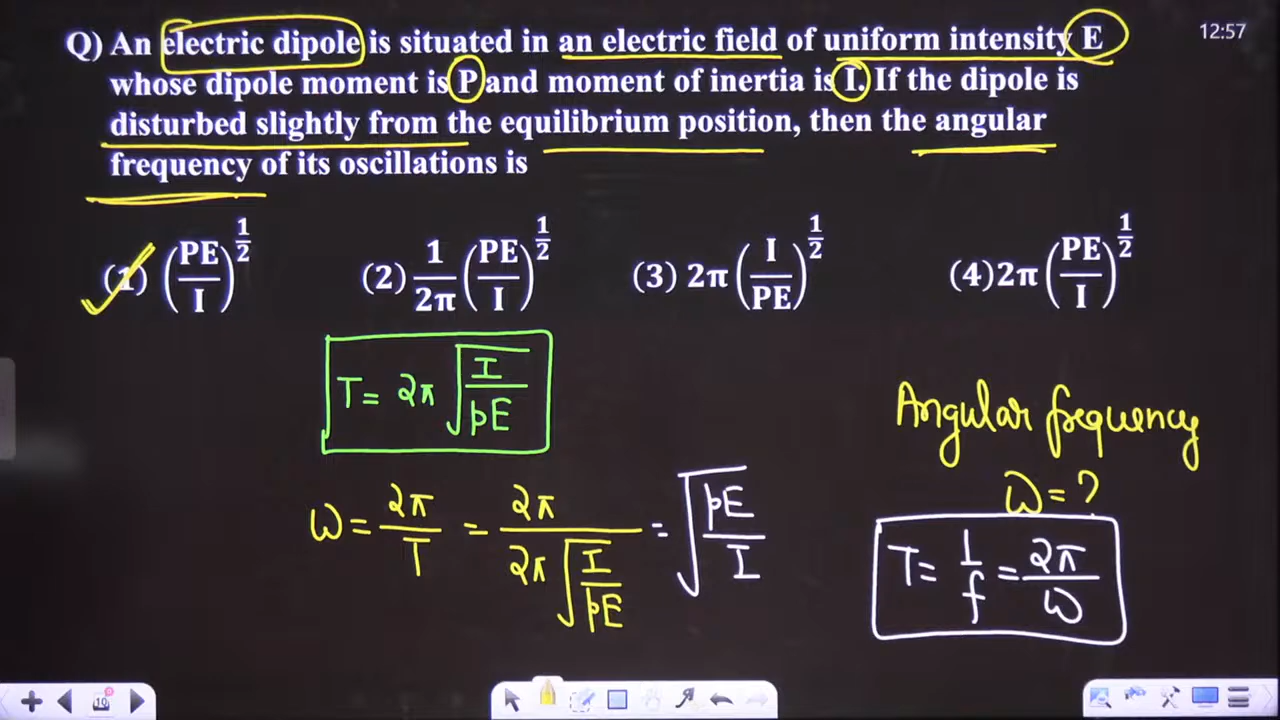 12:57
Q) An electric dipole is situated in an electric field of uniform intensity E
whose dipole moment is P and moment of inertia is I. If the dipole is
disturbed slightly from the equilibrium position, then the angular
frequency of its oscillations is
(1) (PE/I)^1/2 (2) 1/2π (PE/I)^1/2 (3) 2π (I/PE)^1/2 (4) 2π (PE/I)^1/2
T = 2π √(I/pE)
Angular frequency
ω = ?
ω = 2π/T = 2π/(2π √(I/pE)) = √(pE/I)
T = 1/f = 2π/ω
10